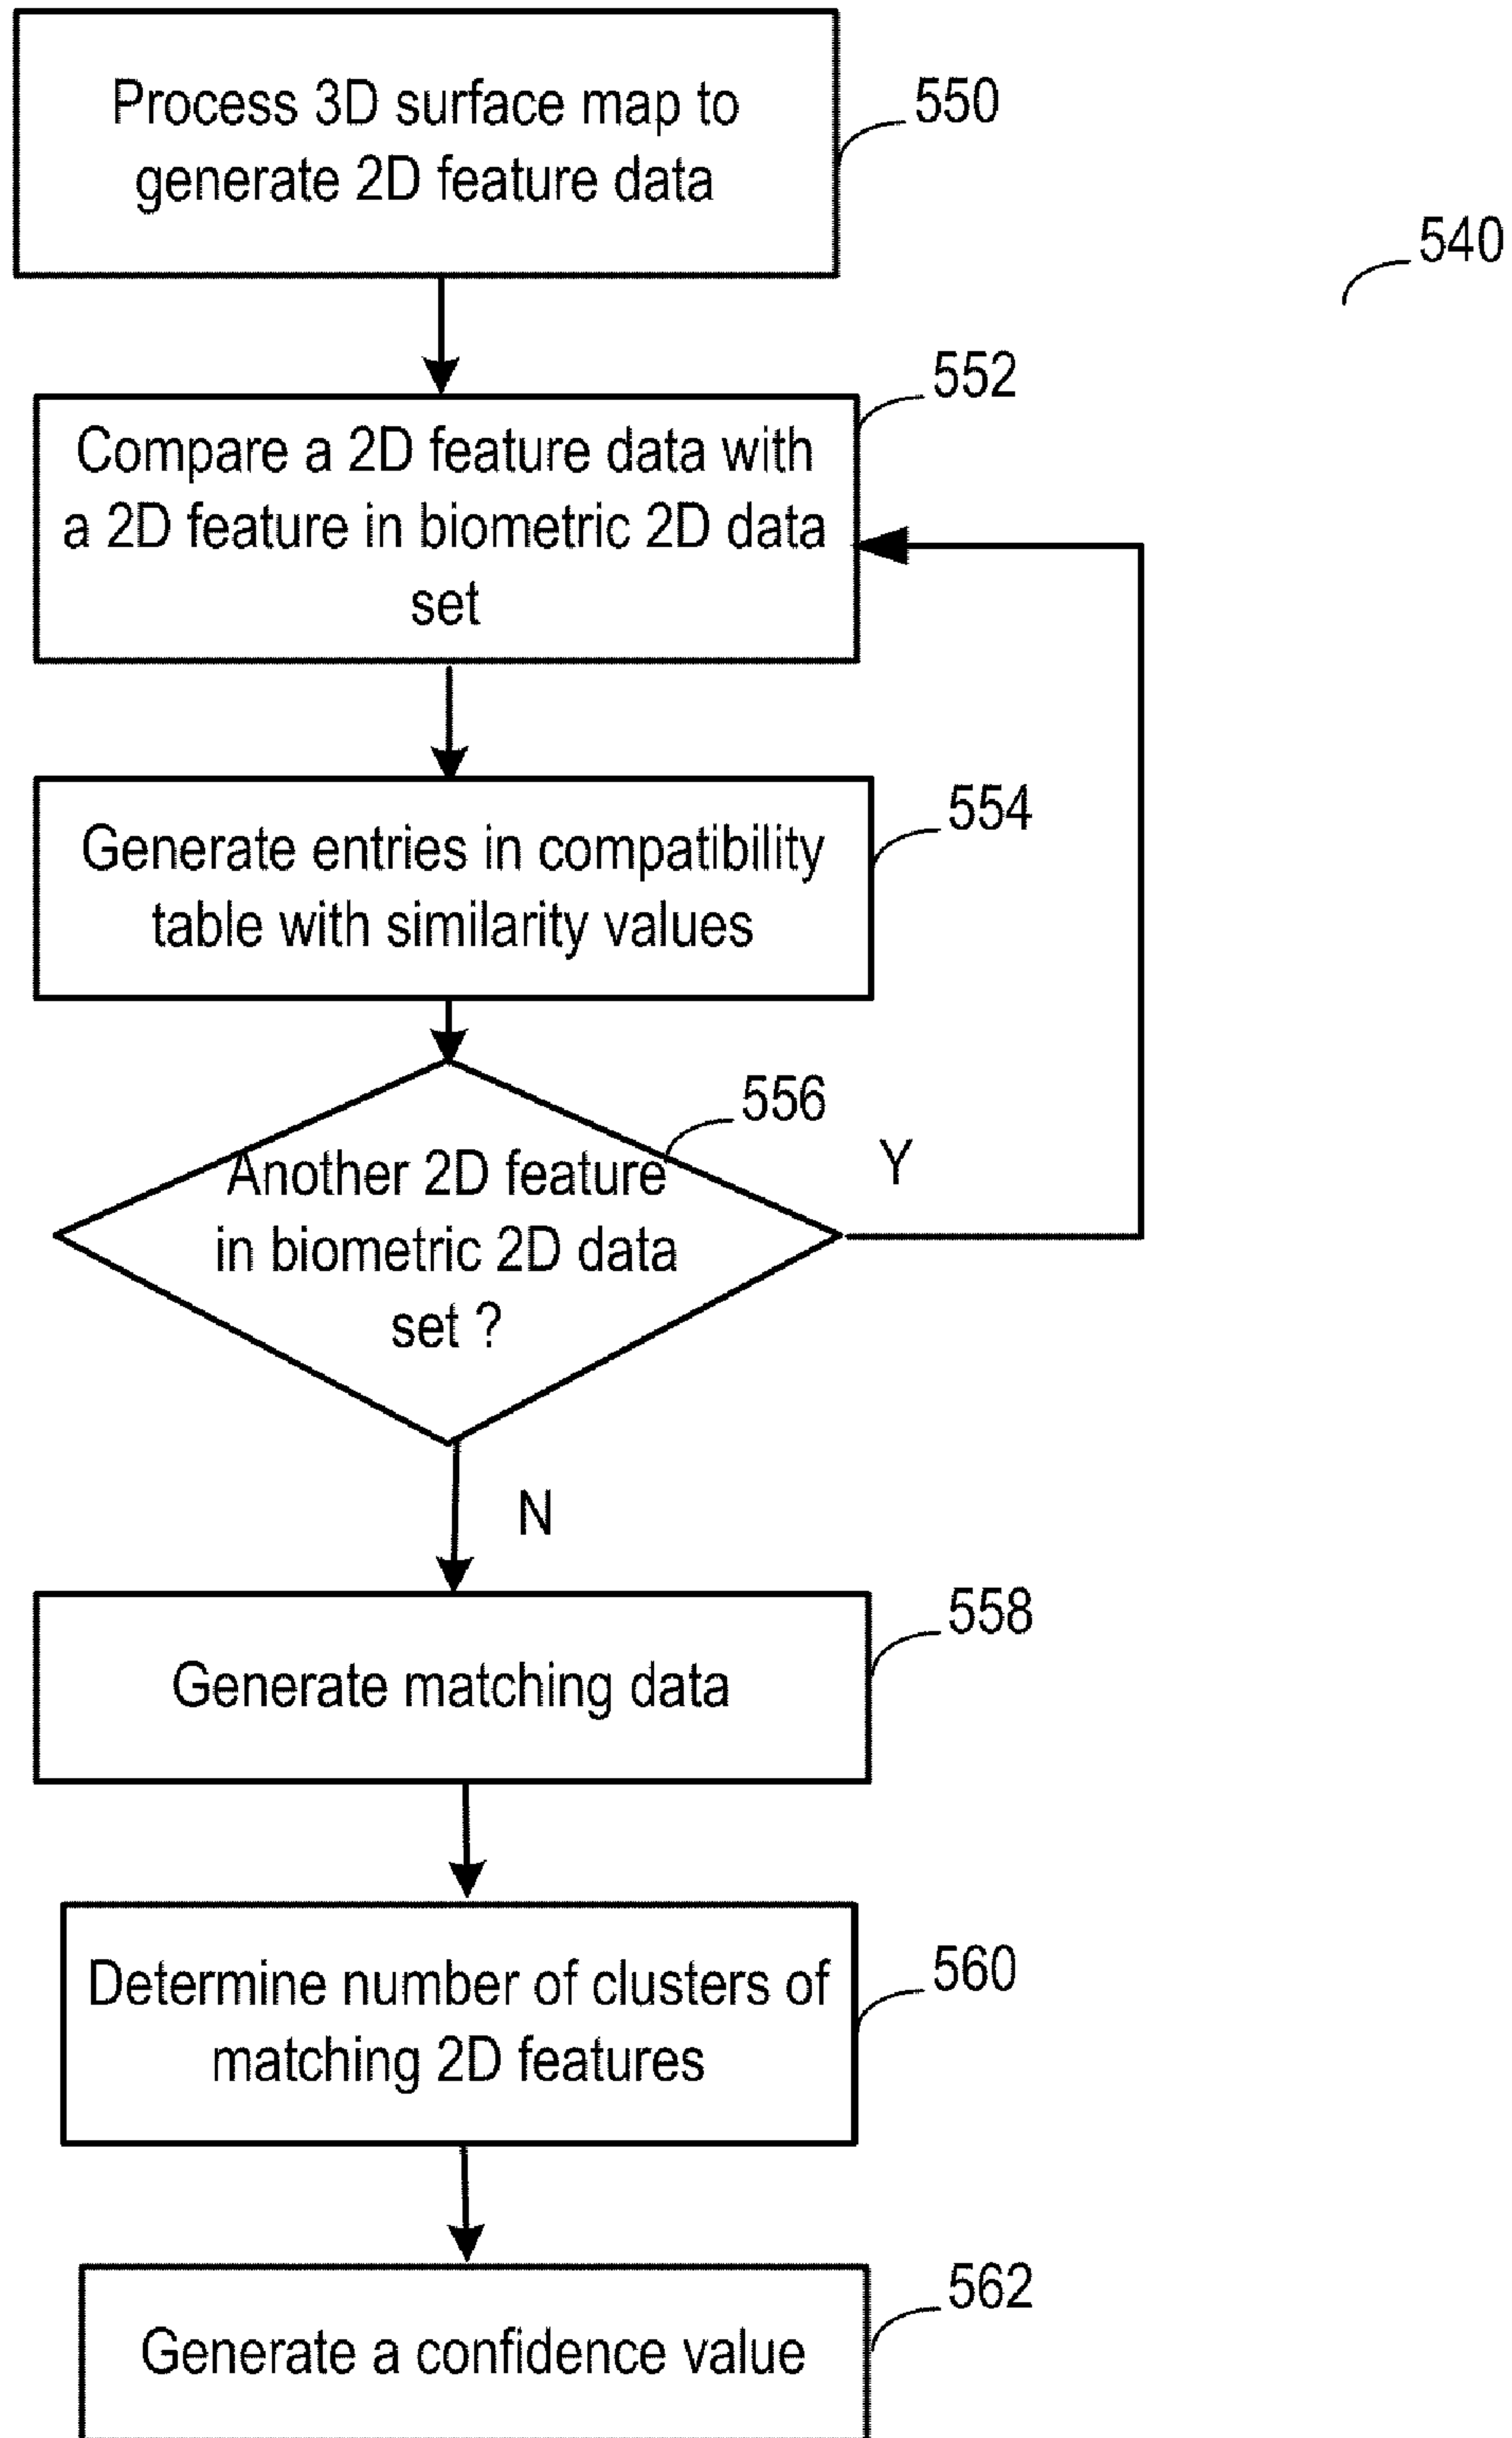 Process 3D surface map to
generate 2D feature data
550
540
552
Compare a 2D feature data with
a 2D feature in biometric 2D data
set
554
Generate entries in compatibility
table with similarity values
556
Another 2D feature
in biometric 2D data
set ?
Y
N
558
Generate matching data
560
Determine number of clusters of
matching 2D features
562
Generate a confidence value